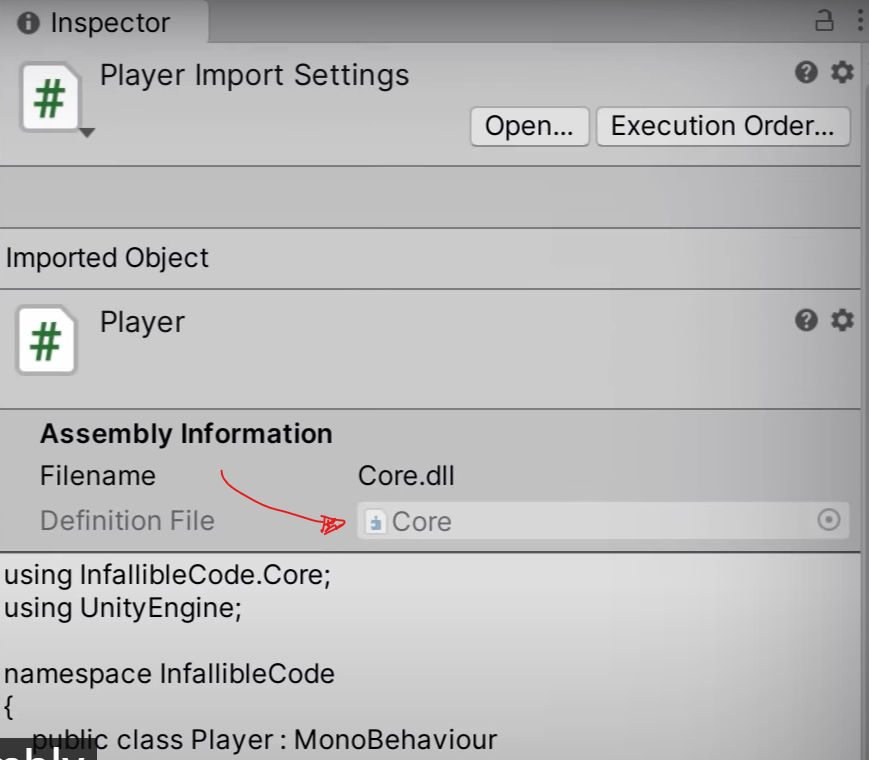 Inspector
Player Import Settings
Open... Execution Order...
Imported Object
Player
Assembly Information
Filename Core.dll
Definition File Core
using InfallibleCode.Core;
using UnityEngine;
namespace InfallibleCode
{
public class Player : MonoBehaviour